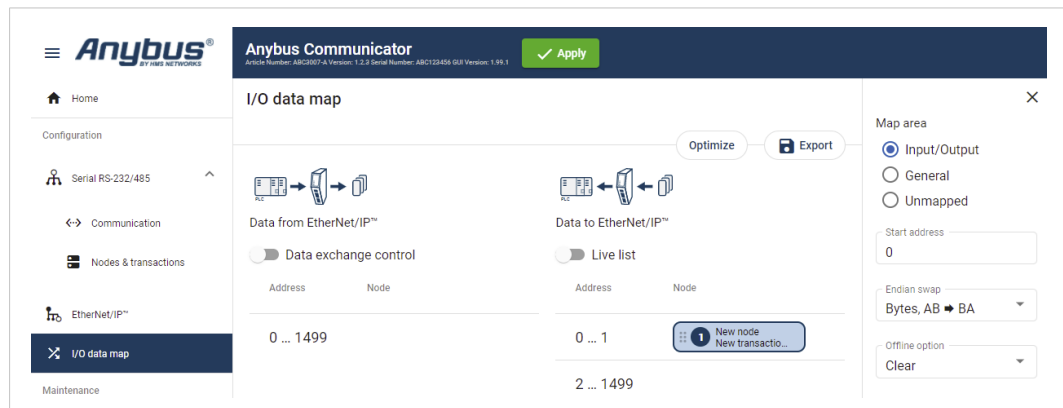 Anybus®
BY HMS NETWORKS
Anybus Communicator
Article Number: ABC3007-A Version: 1.2.3 Serial Number: ABC123456 GUI Version: 1.99.1
Apply
Home
Configuration
Serial RS-232/485
Communication
Nodes & transactions
EtherNet/IP™
I/O data map
Maintenance
I/O data map
Optimize
Export
PLC
Data from EtherNet/IP™
Data exchange control
Address Node
0 ... 1499
PLC
Data to EtherNet/IP™
Live list
Address Node
0 ... 1
1
New node
New transactio...
2 ... 1499
Map area
Input/Output
General
Unmapped
Start address
0
Endian swap
Bytes, AB ➡ BA
Offline option
Clear